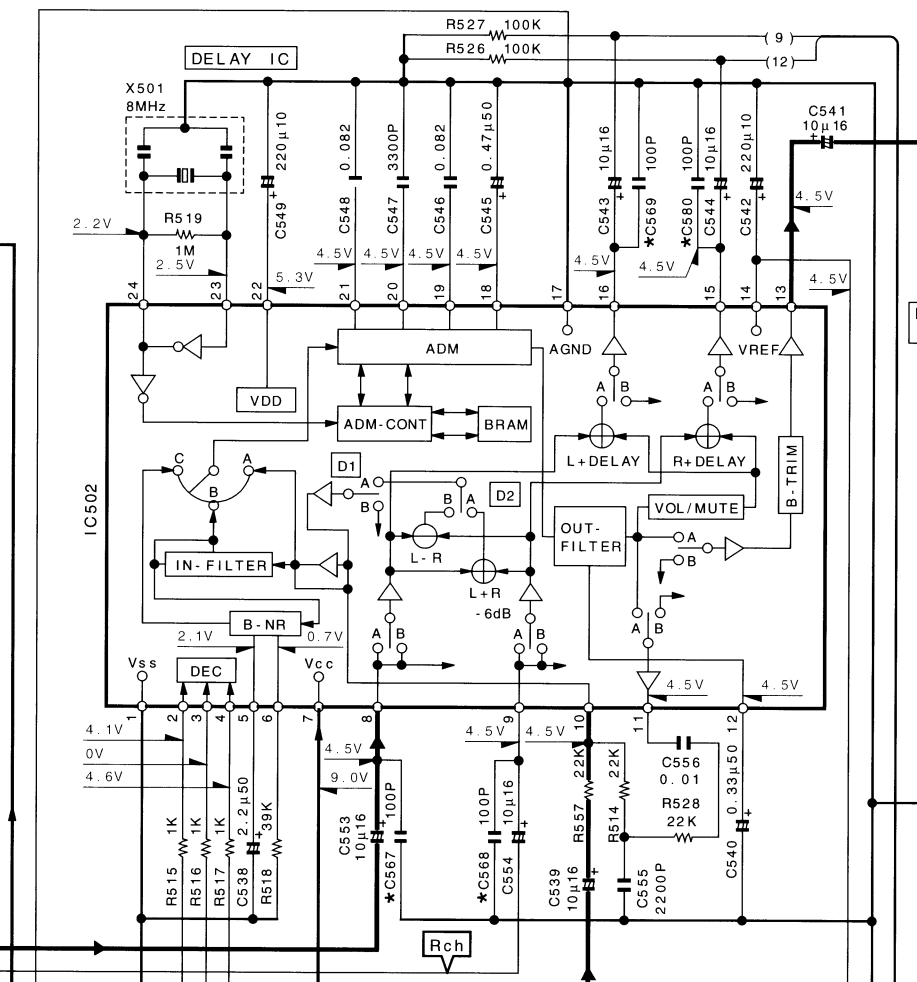 R527 100K
( 9 )
R526 100K
(12)
DELAY IC
X501
8MHz
C541
10µ16
220µ10
0.082
3300P
0.082
0.47µ50
10µ16
100P
100P
10µ16
220µ10
+
C549
C548
C547
C546
+
C545
+
C543
*C569
*C580
+
C544
+
C542
+
R519
1M
2.2V
2.5V
5.3V
4.5V
4.5V
4.5V
4.5V
4.5V
4.5V
4.5V
4.5V
24
23
22
21
20
19
18
17
16
15
14
13
ADM
AGND
VREF
VDD
A
B
A
B
ADM-CONT
BRAM
L+DELAY
R+DELAY
B-TRIM
IC502
C
A
B
D1
A
B
A
B
D2
L-R
L+R
-6dB
OUT-
FILTER
VOL/MUTE
A
B
IN-FILTER
B-NR
2.1V
0.7V
A
B
A
B
A
B
Vss
DEC
Vcc
4.5V
4.5V
1
2
3
4
5
6
7
8
9
10
11
12
4.1V
0V
4.6V
4.5V
9.0V
4.5V
4.5V
C556
0.01
R528
22K
R515
1K
R516
1K
R517
1K
C538
2.2µ50
+
R518
39K
C553
10µ16
+
*C567
100P
*C568
100P
C554
10µ16
+
C539
10µ16
+
R557
22K
R514
22K
C555
2200P
C540
0.33µ50
+
Rch